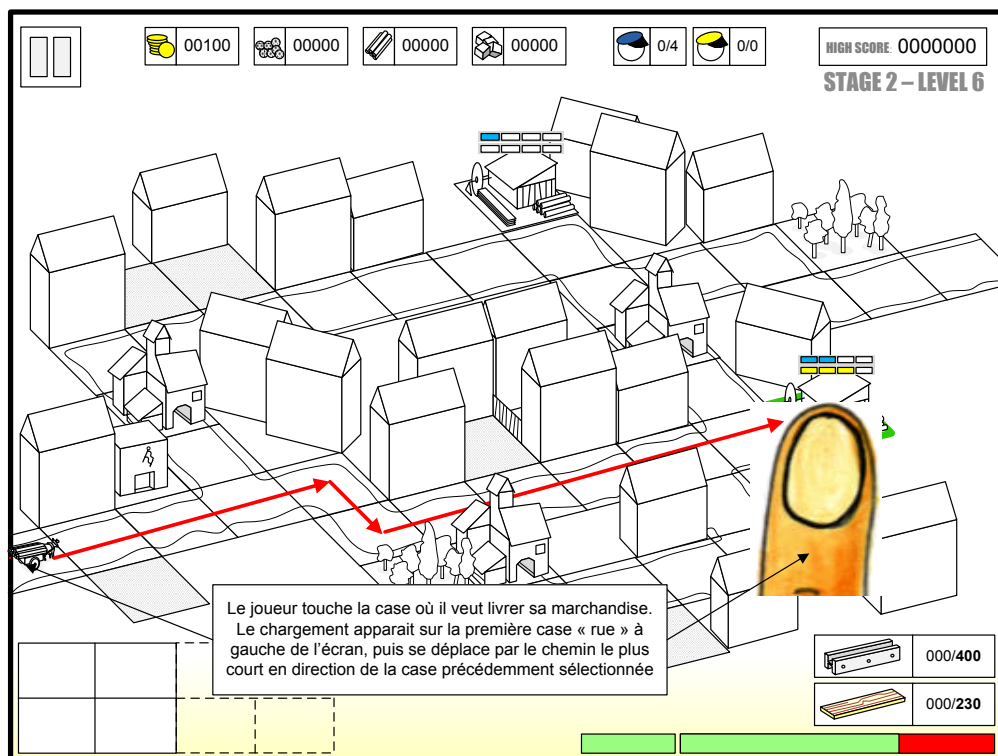 00100
00000
00000
00000
0/4
0/0
HIGH SCORE: 0000000
STAGE 2 – LEVEL 6
Le joueur touche la case où il veut livrer sa marchandise.
Le chargement apparait sur la première case « rue » à
gauche de l'écran, puis se déplace par le chemin le plus
court en direction de la case précédemment sélectionnée
000/400
000/230